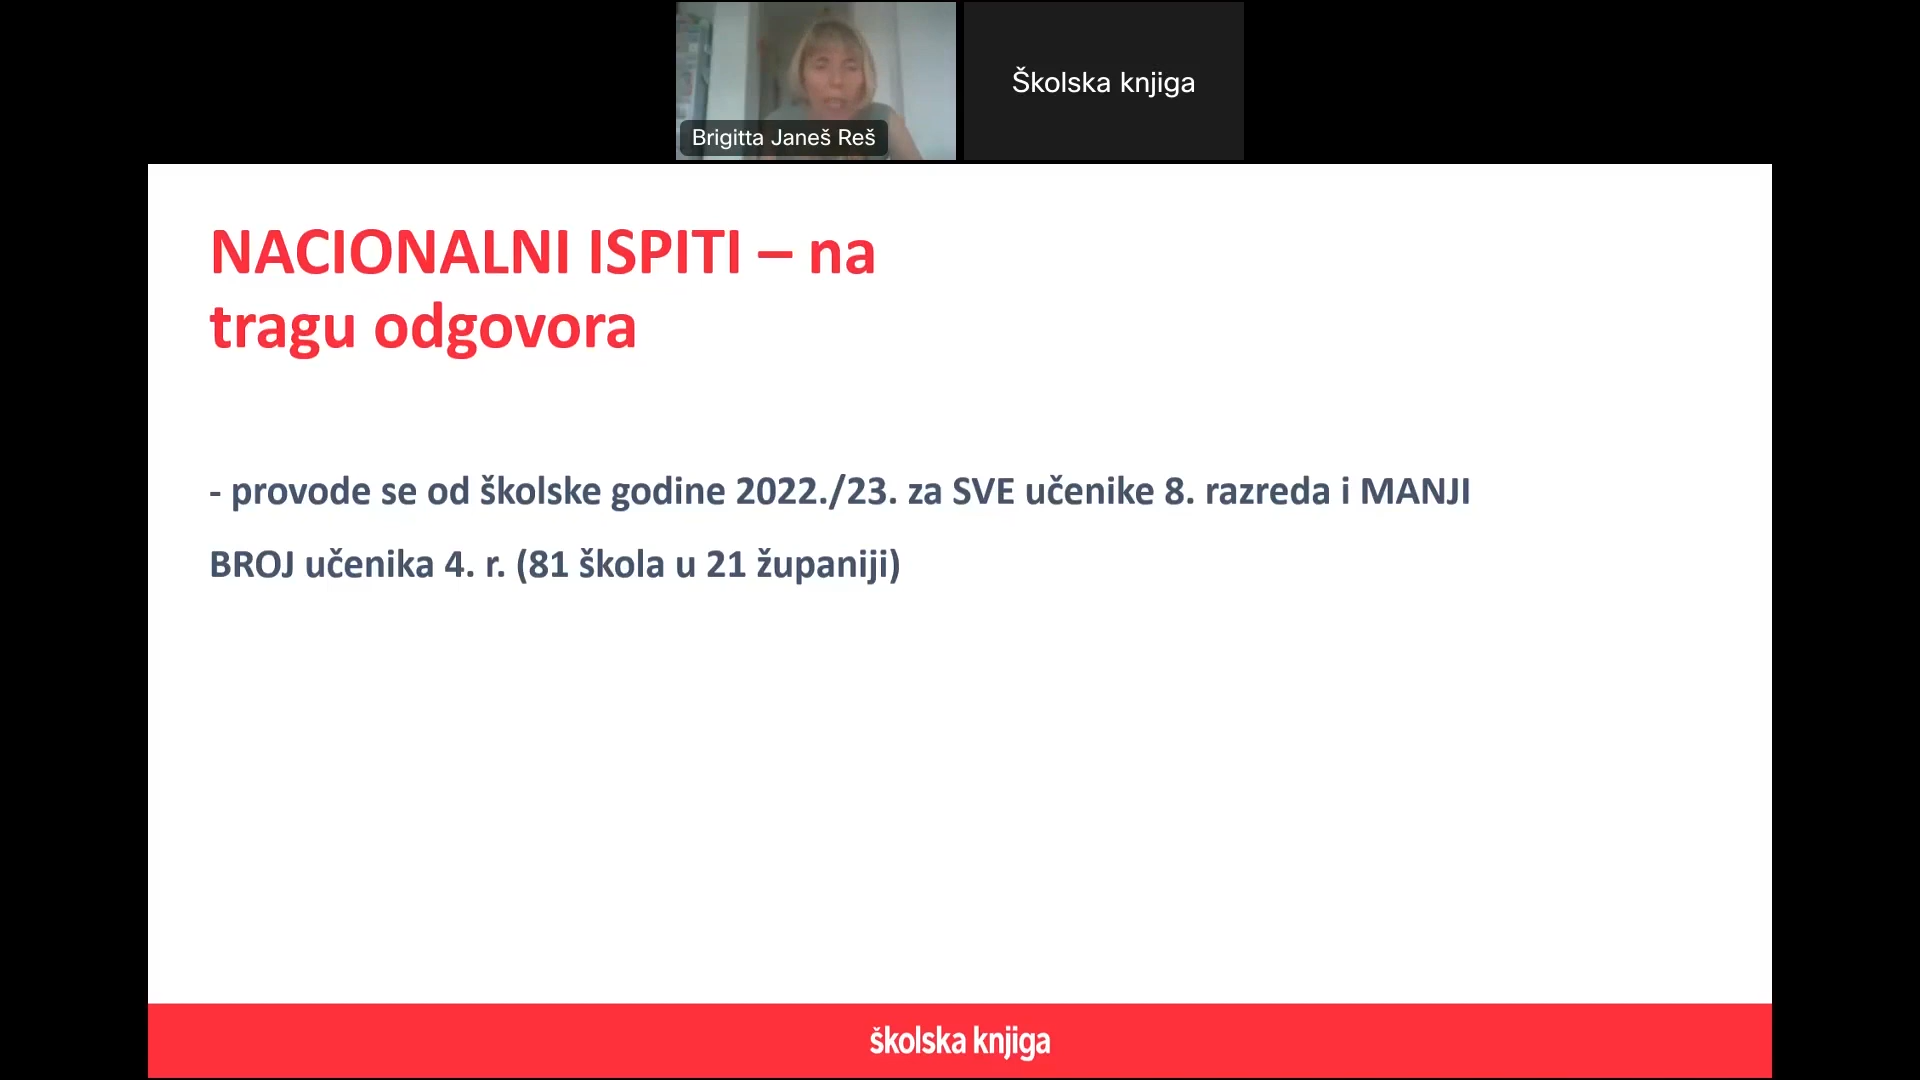 Brigitta Janeš Reš
Školska knjiga
NACIONALNI ISPITI – na
tragu odgovora
- provode se od školske godine 2022./23. za SVE učenike 8. razreda i MANJI
BROJ učenika 4. r. (81 škola u 21 županiji)
školska knjiga